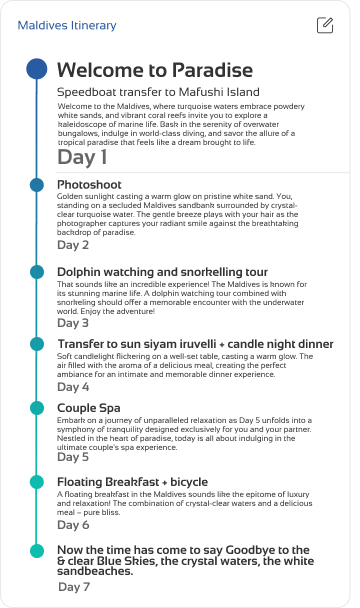 Maldives Itinerary
Welcome to Paradise
Speedboat transfer to Mafushi Island
Welcome to the Maldives, where turquoise waters embrace powdery
white sands, and vibrant coral reefs invite you to explore a
kaleidoscope of marine life. Bask in the serenity of overwater
bungalows, indulge in world-class diving, and savor the allure of a
tropical paradise that feels like a dream brought to life.
Day 1
Photoshoot
Golden sunlight casting a warm glow on pristine white sand. You,
standing on a secluded Maldives sandbank surrounded by crystal-
clear turquoise water. The gentle breeze plays with your hair as the
photographer captures your radiant smile against the breathtaking
backdrop of paradise.
Day 2
Dolphin watching and snorkelling tour
That sounds like an incredible experience! The Maldives is known for
its stunning marine life. A dolphin watching tour combined with
snorkeling should offer a memorable encounter with the underwater
world. Enjoy the adventure!
Day 3
Transfer to sun siyam iruvelli + candle night dinner
Soft candlelight flickering on a well-set table, casting a warm glow. The
air filled with the aroma of a delicious meal, creating the perfect
ambiance for an intimate and memorable dinner experience.
Day 4
Couple Spa
Embark on a journey of unparalleled relaxation as Day 5 unfolds into a
symphony of tranquility designed exclusively for you and your partner.
Nestled in the heart of paradise, today is all about indulging in the
ultimate couple's spa experience.
Day 5
Floating Breakfast + bicycle
A floating breakfast in the Maldives sounds like the epitome of luxury
and relaxation! The combination of crystal-clear waters and a delicious
meal – pure bliss.
Day 6
Now the time has come to say Goodbye to the
& clear Blue Skies, the crystal waters, the white
sandbeaches.
Day 7